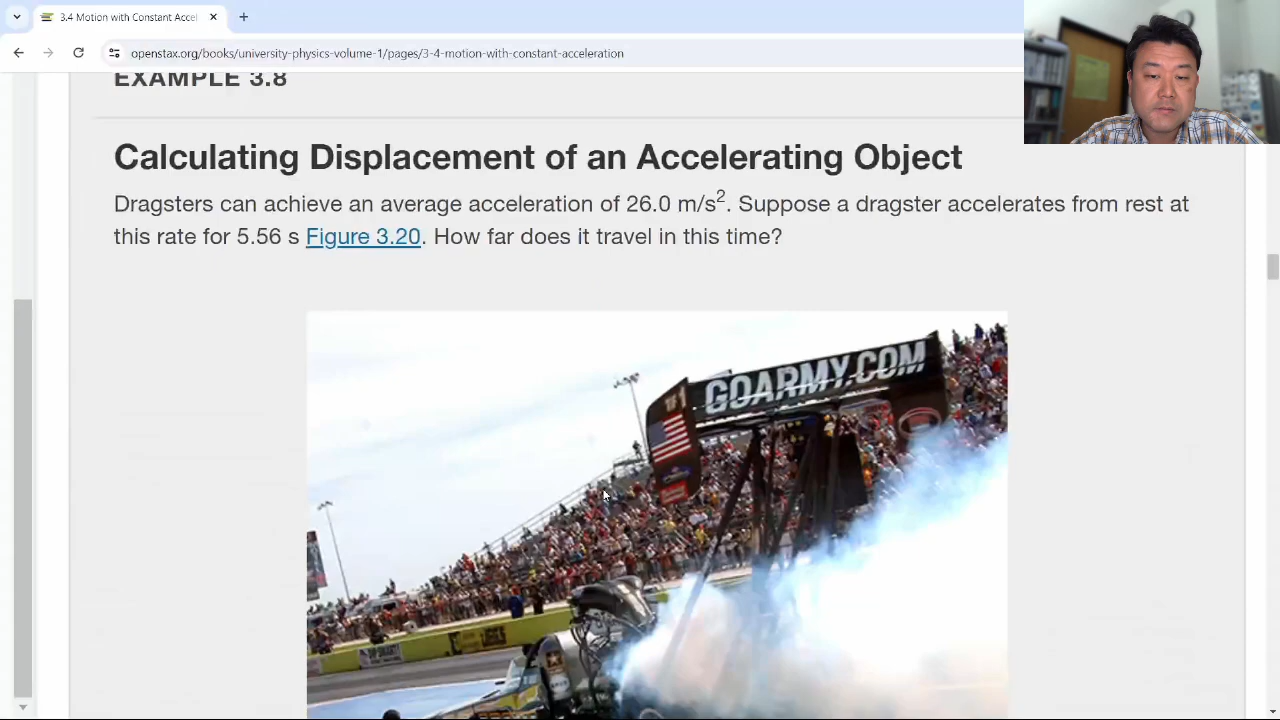 3.4 Motion with Constant Accel
openstax.org/books/university-physics-volume-1/pages/3-4-motion-with-constant-acceleration
EXAMPLE 3.8
Calculating Displacement of an Accelerating Object
Dragsters can achieve an average acceleration of 26.0 m/s². Suppose a dragster accelerates from rest at
this rate for 5.56 s Figure 3.20. How far does it travel in this time?
GOARMY.COM